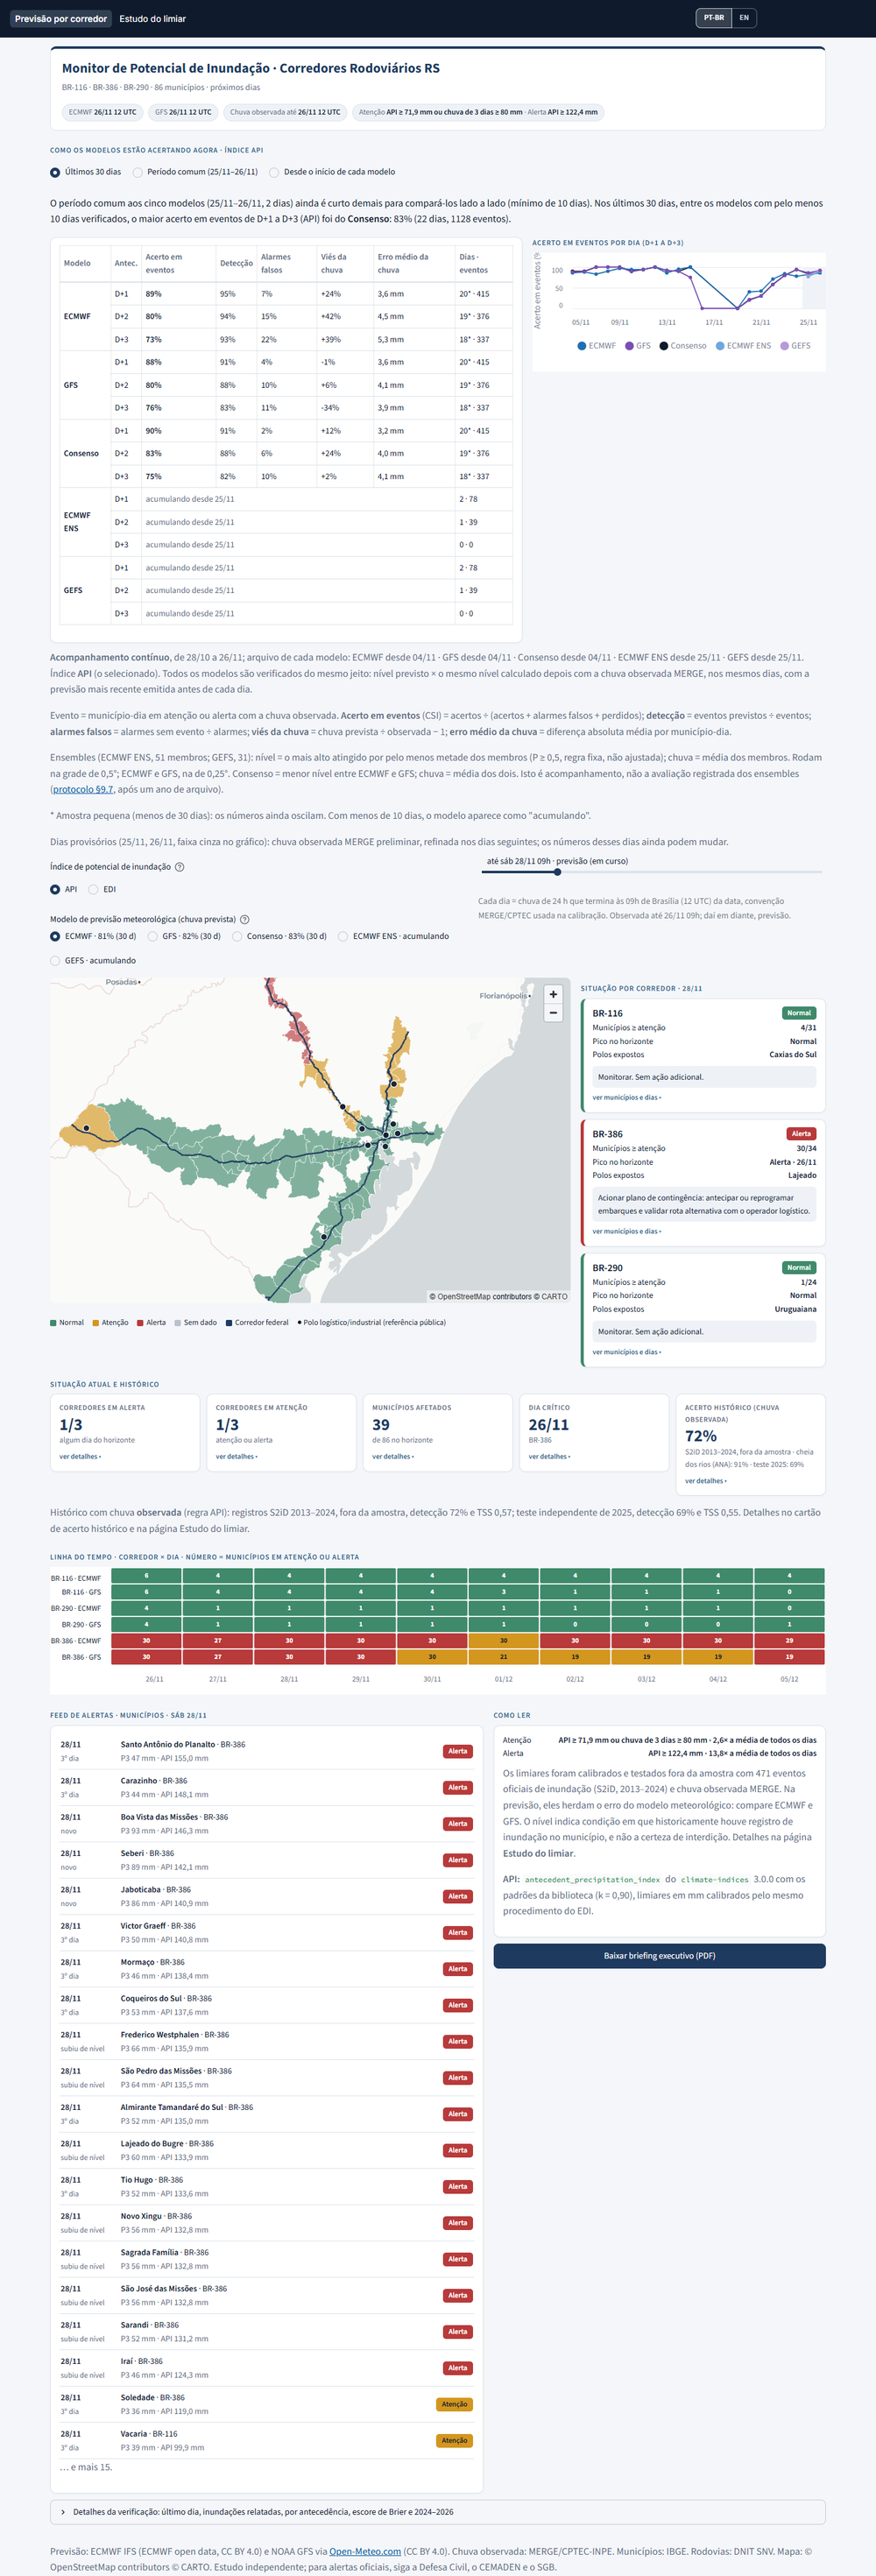 Previsão por corredor
Estudo do limiar
PT-BR
EN
Monitor de Potencial de Inundação · Corredores Rodoviários RS
BR-116 · BR-386 · BR-290 · 86 municípios · próximos dias
ECMWF 26/11 12 UTC
GFS 26/11 12 UTC
Chuva observada até 26/11 12 UTC
Atenção API ≥ 71,9 mm ou chuva de 3 dias ≥ 80 mm · Alerta API ≥ 122,4 mm
COMO OS MODELOS ESTÃO ACERTANDO AGORA · ÍNDICE API
Últimos 30 dias
Período comum (25/11–26/11)
Desde o início de cada modelo
O período comum aos cinco modelos (25/11–26/11, 2 dias) ainda é curto demais para compará-los lado a lado (mínimo de 10 dias). Nos últimos 30 dias, entre os modelos com pelo menos
10 dias verificados, o maior acerto em eventos de D+1 a D+3 (API) foi do Consenso: 83% (22 dias, 1128 eventos).
Modelo Antec. Acerto em eventos Detecção Alarmes falsos Viés da chuva Erro médio da chuva Dias · eventos
ECMWF
D+1 89% 95% 7% +24% 3,6 mm 20* · 415
D+2 80% 94% 15% +42% 4,5 mm 19* · 376
D+3 73% 93% 22% +39% 5,3 mm 18* · 337
GFS
D+1 88% 91% 4% -1% 3,6 mm 20* · 415
D+2 80% 88% 10% +6% 4,1 mm 19* · 376
D+3 76% 83% 11% -34% 3,9 mm 18* · 337
Consenso
D+1 90% 91% 2% +12% 3,2 mm 20* · 415
D+2 83% 88% 6% +24% 4,0 mm 19* · 376
D+3 75% 82% 10% +2% 4,1 mm 18* · 337
ECMWF ENS
D+1 acumulando desde 25/11 2 · 78
D+2 acumulando desde 25/11 1 · 39
D+3 acumulando desde 25/11 0 · 0
GEFS
D+1 acumulando desde 25/11 2 · 78
D+2 acumulando desde 25/11 1 · 39
D+3 acumulando desde 25/11 0 · 0
ACERTO EM EVENTOS POR DIA (D+1 A D+3)
Acerto em eventos (%
100
50
0
05/11 09/11 13/11 17/11 21/11 25/11
ECMWF GFS Consenso ECMWF ENS GEFS
Acompanhamento contínuo, de 28/10 a 26/11; arquivo de cada modelo: ECMWF desde 04/11 · GFS desde 04/11 · Consenso desde 04/11 · ECMWF ENS desde 25/11 · GEFS desde 25/11.
Índice API (o selecionado). Todos os modelos são verificados do mesmo jeito: nível previsto × o mesmo nível calculado depois com a chuva observada MERGE, nos mesmos dias, com a
previsão mais recente emitida antes de cada dia.
Evento = município-dia em atenção ou alerta com a chuva observada. Acerto em eventos (CSI) = acertos ÷ (acertos + alarmes falsos + perdidos); detecção = eventos previstos ÷ eventos;
alarmes falsos = alarmes sem evento ÷ alarmes; viés da chuva = chuva prevista ÷ observada − 1; erro médio da chuva = diferença absoluta média por município-dia.
Ensembles (ECMWF ENS, 51 membros; GEFS, 31): nível = o mais alto atingido por pelo menos metade dos membros (P ≥ 0,5, regra fixa, não ajustada); chuva = média dos membros. Rodam
na grade de 0,5°; ECMWF e GFS, na de 0,25°. Consenso = menor nível entre ECMWF e GFS; chuva = média dos dois. Isto é acompanhamento, não a avaliação registrada dos ensembles
(protocolo §9.7, após um ano de arquivo).
* Amostra pequena (menos de 30 dias): os números ainda oscilam. Com menos de 10 dias, o modelo aparece como "acumulando".
Dias provisórios (25/11, 26/11, faixa cinza no gráfico): chuva observada MERGE preliminar, refinada nos dias seguintes; os números desses dias ainda podem mudar.
Índice de potencial de inundação ?
API
EDI
Modelo de previsão meteorológica (chuva prevista) ?
ECMWF · 81% (30 d)
GFS · 82% (30 d)
Consenso · 83% (30 d)
ECMWF ENS · acumulando
GEFS · acumulando
até sáb 28/11 09h · previsão (em curso)
Cada dia = chuva de 24 h que termina às 09h de Brasília (12 UTC) da data, convenção
MERGE/CPTEC usada na calibração. Observada até 26/11 09h; daí em diante, previsão.
Posadas
Florianópolis
+
−
© OpenStreetMap contributors © CARTO
Normal Atenção Alerta Sem dado Corredor federal Polo logístico/industrial (referência pública)
SITUAÇÃO POR CORREDOR · 28/11
BR-116 Normal
Municípios ≥ atenção 4/31
Pico no horizonte Normal
Polos expostos Caxias do Sul
Monitorar. Sem ação adicional.
ver municípios e dias
BR-386 Alerta
Municípios ≥ atenção 30/34
Pico no horizonte Alerta · 26/11
Polos expostos Lajeado
Acionar plano de contingência: antecipar ou reprogramar
embarques e validar rota alternativa com o operador logístico.
ver municípios e dias
BR-290 Normal
Municípios ≥ atenção 1/24
Pico no horizonte Normal
Polos expostos Uruguaiana
Monitorar. Sem ação adicional.
ver municípios e dias
SITUAÇÃO ATUAL E HISTÓRICO
CORREDORES EM ALERTA
1/3
algum dia do horizonte
ver detalhes
CORREDORES EM ATENÇÃO
1/3
atenção ou alerta
ver detalhes
MUNICÍPIOS AFETADOS
39
de 86 no horizonte
ver detalhes
DIA CRÍTICO
26/11
BR-386
ver detalhes
ACERTO HISTÓRICO (CHUVA
OBSERVADA)
72%
S2iD 2013–2024, fora da amostra · cheia
dos rios (ANA): 91% · teste 2025: 69%
ver detalhes
Histórico com chuva observada (regra API): registros S2iD 2013–2024, fora da amostra, detecção 72% e TSS 0,57; teste independente de 2025, detecção 69% e TSS 0,55. Detalhes no cartão
de acerto histórico e na página Estudo do limiar.
LINHA DO TEMPO · CORREDOR × DIA · NÚMERO = MUNICÍPIOS EM ATENÇÃO OU ALERTA
BR-116 · ECMWF 6 4 4 4 4 4 4 4 4 4
BR-116 · GFS 6 4 4 4 4 3 1 1 1 0
BR-290 · ECMWF 4 1 1 1 1 1 1 1 1 0
BR-290 · GFS 4 1 1 1 1 1 0 0 0 1
BR-386 · ECMWF 30 27 30 30 30 30 30 30 30 29
BR-386 · GFS 30 27 30 30 30 21 19 19 19 19
26/11 27/11 28/11 29/11 30/11 01/12 02/12 03/12 04/12 05/12
FEED DE ALERTAS · MUNICÍPIOS · SÁB 28/11
28/11 Santo Antônio do Planalto · BR-386 Alerta
3º dia P3 47 mm · API 155,0 mm
28/11 Carazinho · BR-386 Alerta
3º dia P3 44 mm · API 148,1 mm
28/11 Boa Vista das Missões · BR-386 Alerta
novo P3 93 mm · API 146,3 mm
28/11 Seberi · BR-386 Alerta
novo P3 89 mm · API 142,1 mm
28/11 Jaboticaba · BR-386 Alerta
novo P3 86 mm · API 140,9 mm
28/11 Victor Graeff · BR-386 Alerta
3º dia P3 50 mm · API 140,8 mm
28/11 Mormaço · BR-386 Alerta
3º dia P3 46 mm · API 138,4 mm
28/11 Coqueiros do Sul · BR-386 Alerta
3º dia P3 53 mm · API 137,6 mm
28/11 Frederico Westphalen · BR-386 Alerta
subiu de nível P3 66 mm · API 135,9 mm
28/11 São Pedro das Missões · BR-386 Alerta
subiu de nível P3 64 mm · API 135,5 mm
28/11 Almirante Tamandaré do Sul · BR-386 Alerta
3º dia P3 52 mm · API 135,0 mm
28/11 Lajeado do Bugre · BR-386 Alerta
subiu de nível P3 60 mm · API 133,9 mm
28/11 Tio Hugo · BR-386 Alerta
3º dia P3 52 mm · API 133,6 mm
28/11 Novo Xingu · BR-386 Alerta
subiu de nível P3 56 mm · API 132,8 mm
28/11 Sagrada Família · BR-386 Alerta
subiu de nível P3 56 mm · API 132,8 mm
28/11 São José das Missões · BR-386 Alerta
subiu de nível P3 56 mm · API 132,8 mm
28/11 Sarandi · BR-386 Alerta
subiu de nível P3 52 mm · API 131,2 mm
28/11 Iraí · BR-386 Alerta
subiu de nível P3 46 mm · API 124,3 mm
28/11 Soledade · BR-386 Atenção
3º dia P3 36 mm · API 119,0 mm
28/11 Vacaria · BR-116 Atenção
3º dia P3 39 mm · API 99,9 mm
… e mais 15.
COMO LER
Atenção API ≥ 71,9 mm ou chuva de 3 dias ≥ 80 mm · 2,6× a média de todos os dias
Alerta API ≥ 122,4 mm · 13,8× a média de todos os dias
Os limiares foram calibrados e testados fora da amostra com 471 eventos
oficiais de inundação (S2iD, 2013–2024) e chuva observada MERGE. Na
previsão, eles herdam o erro do modelo meteorológico: compare ECMWF e
GFS. O nível indica condição em que historicamente houve registro de
inundação no município, e não a certeza de interdição. Detalhes na página
Estudo do limiar.
API: antecedent_precipitation_index do climate-indices 3.0.0 com os
padrões da biblioteca (k = 0,90), limiares em mm calibrados pelo mesmo
procedimento do EDI.
Baixar briefing executivo (PDF)
Detalhes da verificação: último dia, inundações relatadas, por antecedência, escore de Brier e 2024–2026
Previsão: ECMWF IFS (ECMWF open data, CC BY 4.0) e NOAA GFS via Open-Meteo.com (CC BY 4.0). Chuva observada: MERGE/CPTEC-INPE. Municípios: IBGE. Rodovias: DNIT SNV. Mapa: ©
OpenStreetMap contributors © CARTO. Estudo independente; para alertas oficiais, siga a Defesa Civil, o CEMADEN e o SGB.